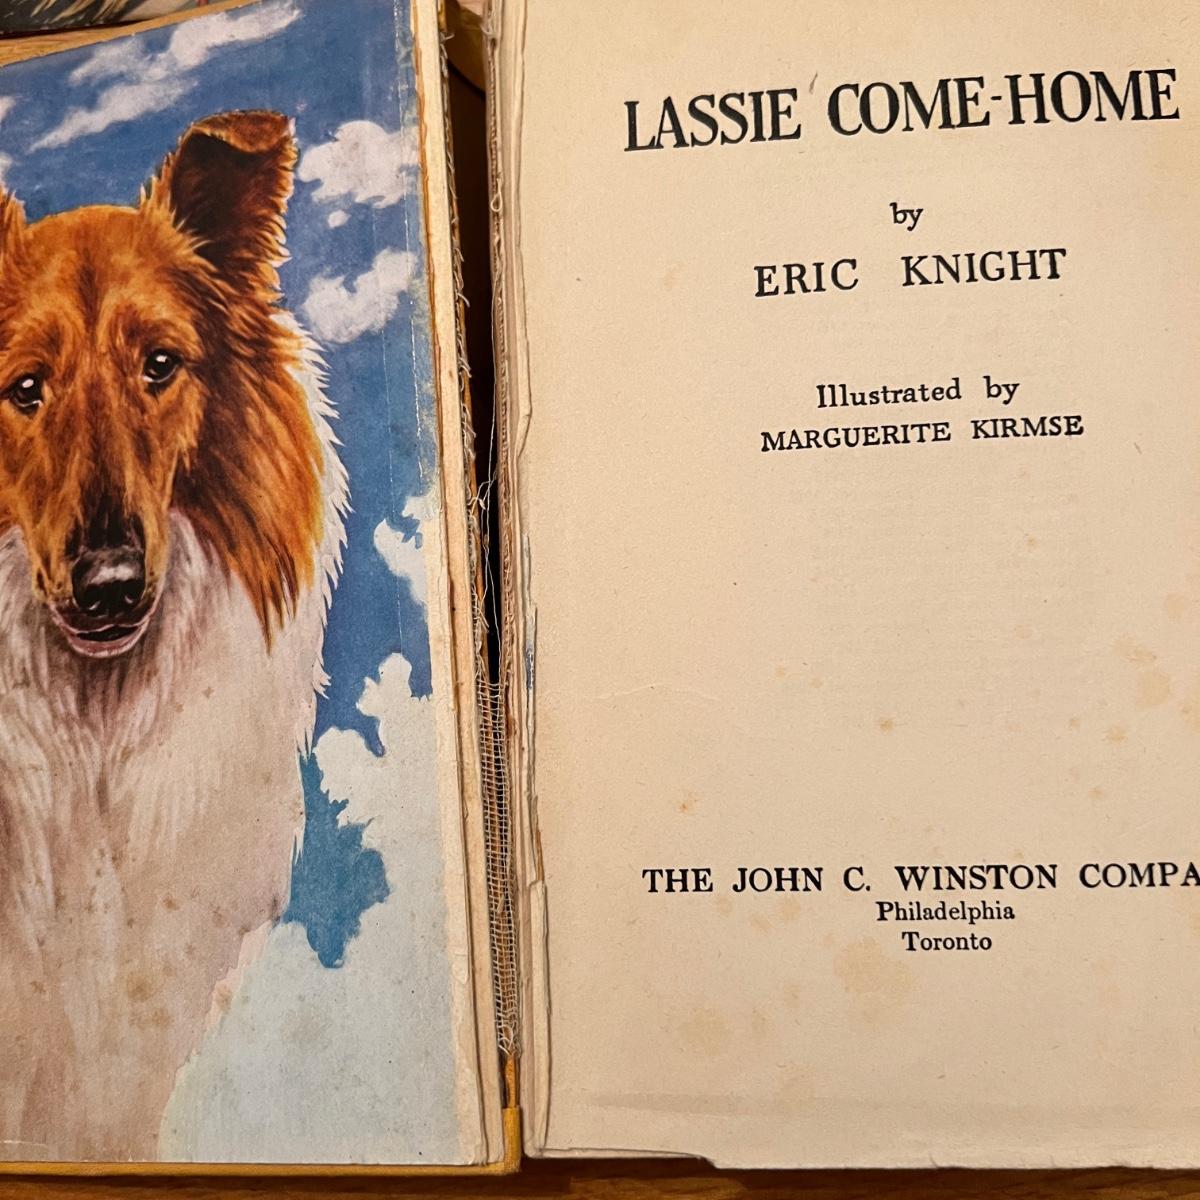 LASSIE COME-HOME
by
ERIC KNIGHT
Illustrated by
MARGUERITE KIRMSE
THE JOHN C. WINSTON COMPA
Philadelphia
Toronto